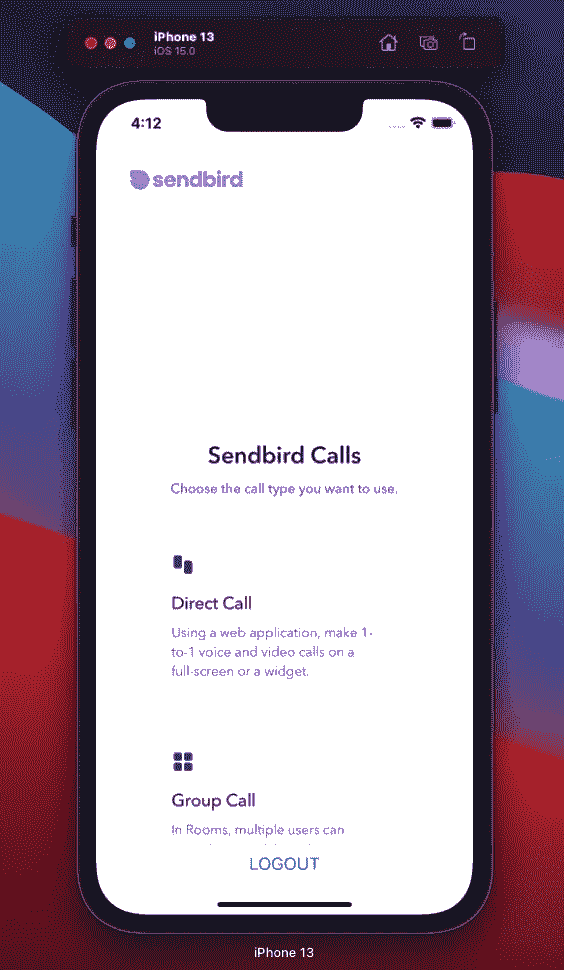 iPhone 13
iOS 15.0
4:12
sendbird
Sendbird Calls
Choose the call type you want to use.
Direct Call
Using a web application, make 1-
to-1 voice and video calls on a
full-screen or a widget.
Group Call
In Rooms, multiple users can
LOGOUT
iPhone 13